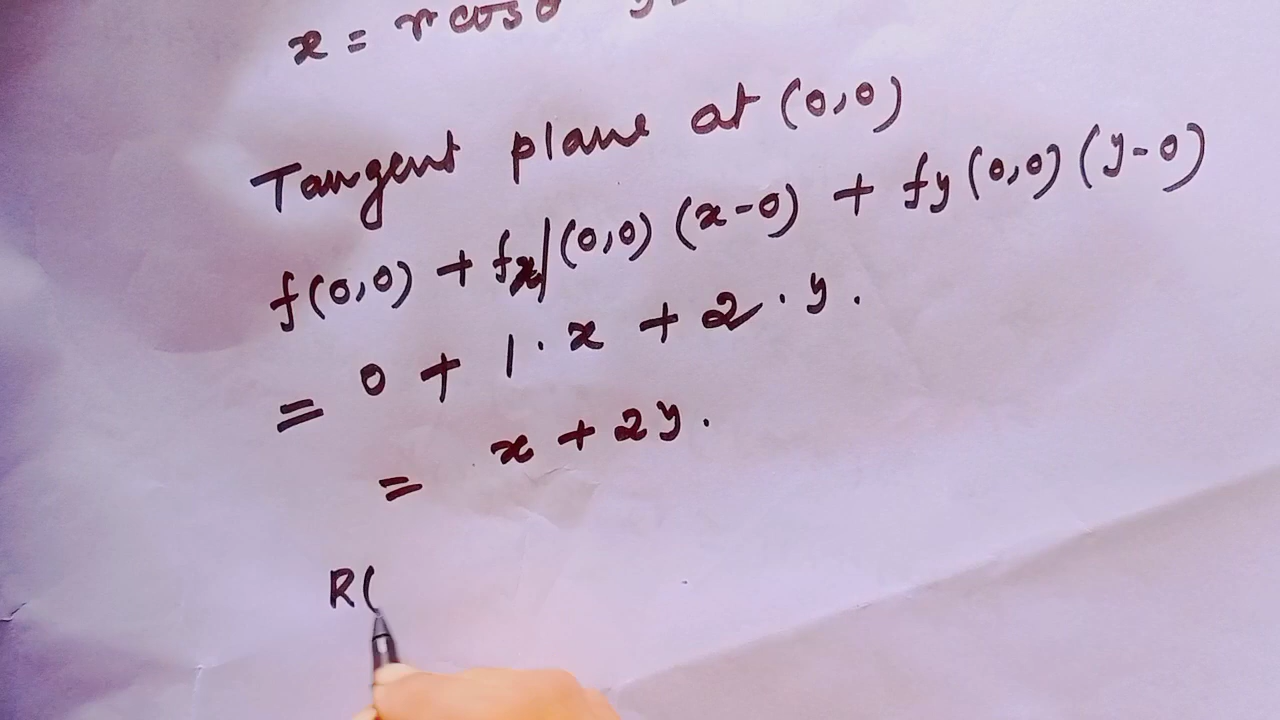 x = r cosθ
Tangent plane at (0,0)
f(0,0) + fx|(0,0) (x-0) + fy(0,0) (y-0)
= 0 + 1·x + 2·y.
= x + 2y.
R(